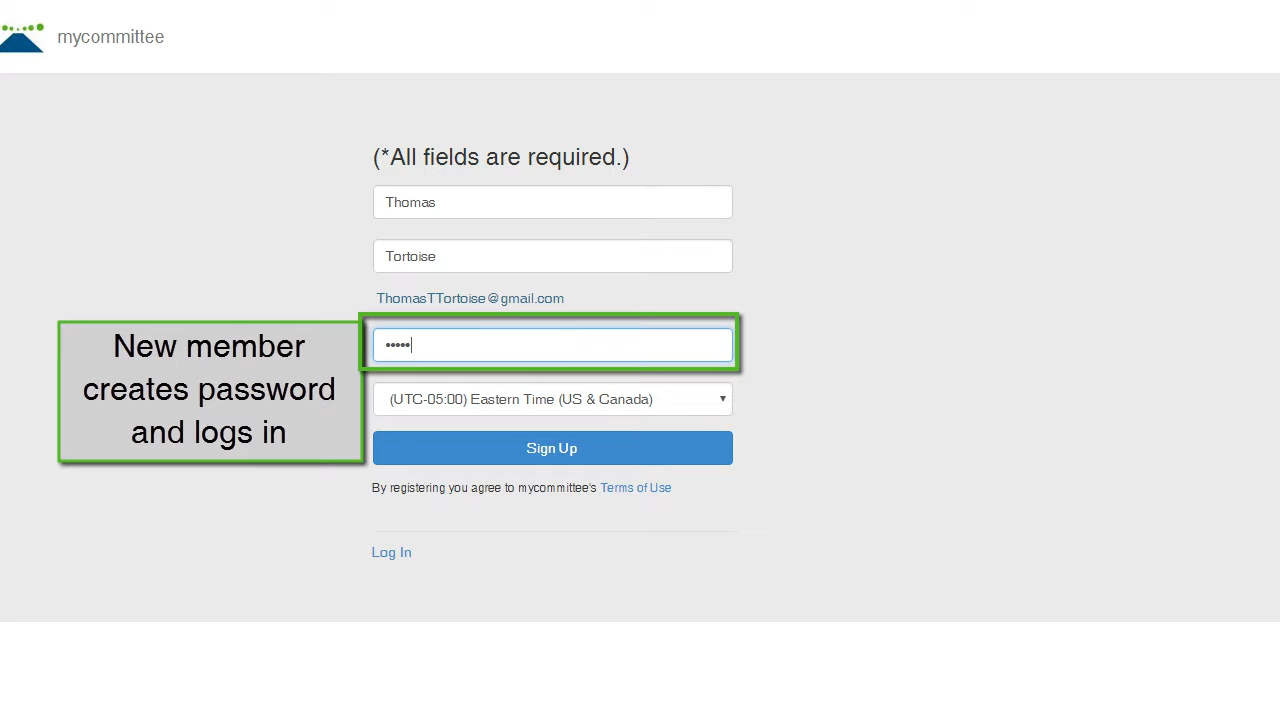 mycommittee
(*All fields are required.)
Thomas
Tortoise
ThomasTTortoise@gmail.com
•••••
New member
creates password
and logs in
(UTC-05:00) Eastern Time (US & Canada)
Sign Up
By registering you agree to mycommittee's Terms of Use
Log In